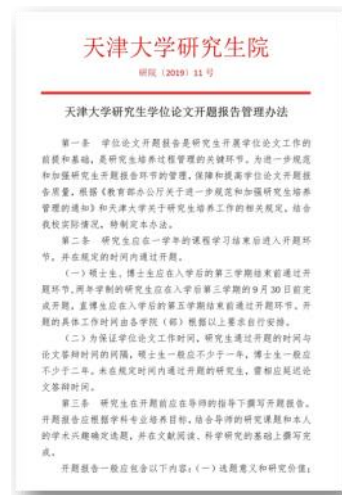 天津大学研究生院
研院〔2019〕11号
天津大学研究生学位论文开题报告管理办法
第一条 学位论文开题报告是研究生开展学位论文工作的
前提和基础，是研究生培养过程管理的关键环节。为进一步规范
和加强研究生开题报告环节的管理，保障和提高学位论文开题报
告质量，根据《教育部办公厅关于进一步规范和加强研究生培养
管理的通知》和天津大学关于研究生培养工作的相关规定，结合
我校实际情况，特制定本办法。
第二条 研究生应在一学年的课程学习结束后进入开题环
节，并在规定的时间内通过开题。
（一）硕士生、博士生应在入学后的第三学期结束前通过开
题环节，两年学制的研究生应在入学后第三学期的9月30日前完
成开题，直博生应在入学后的第五学期结束前通过开题环节。开
题的具体工作时间由各学院（部）根据以上要求自行安排。
（二）为保证学位论文工作时间，研究生通过开题的时间与
论文答辩时间的间隔，硕士生一般应不少于一年，博士生一般应
不少于二年。未在规定时间内通过开题的研究生，需相应延迟论
文答辩时间。
第三条 研究生在开题前应在导师的指导下撰写开题报告。
开题报告应根据学科专业培养目标，结合导师的研究课题和本人
的学术兴趣确定选题，并在文献阅读、科学研究的基础上撰写完
成。
开题报告一般应包含以下内容：（一）选题意义和研究价值；